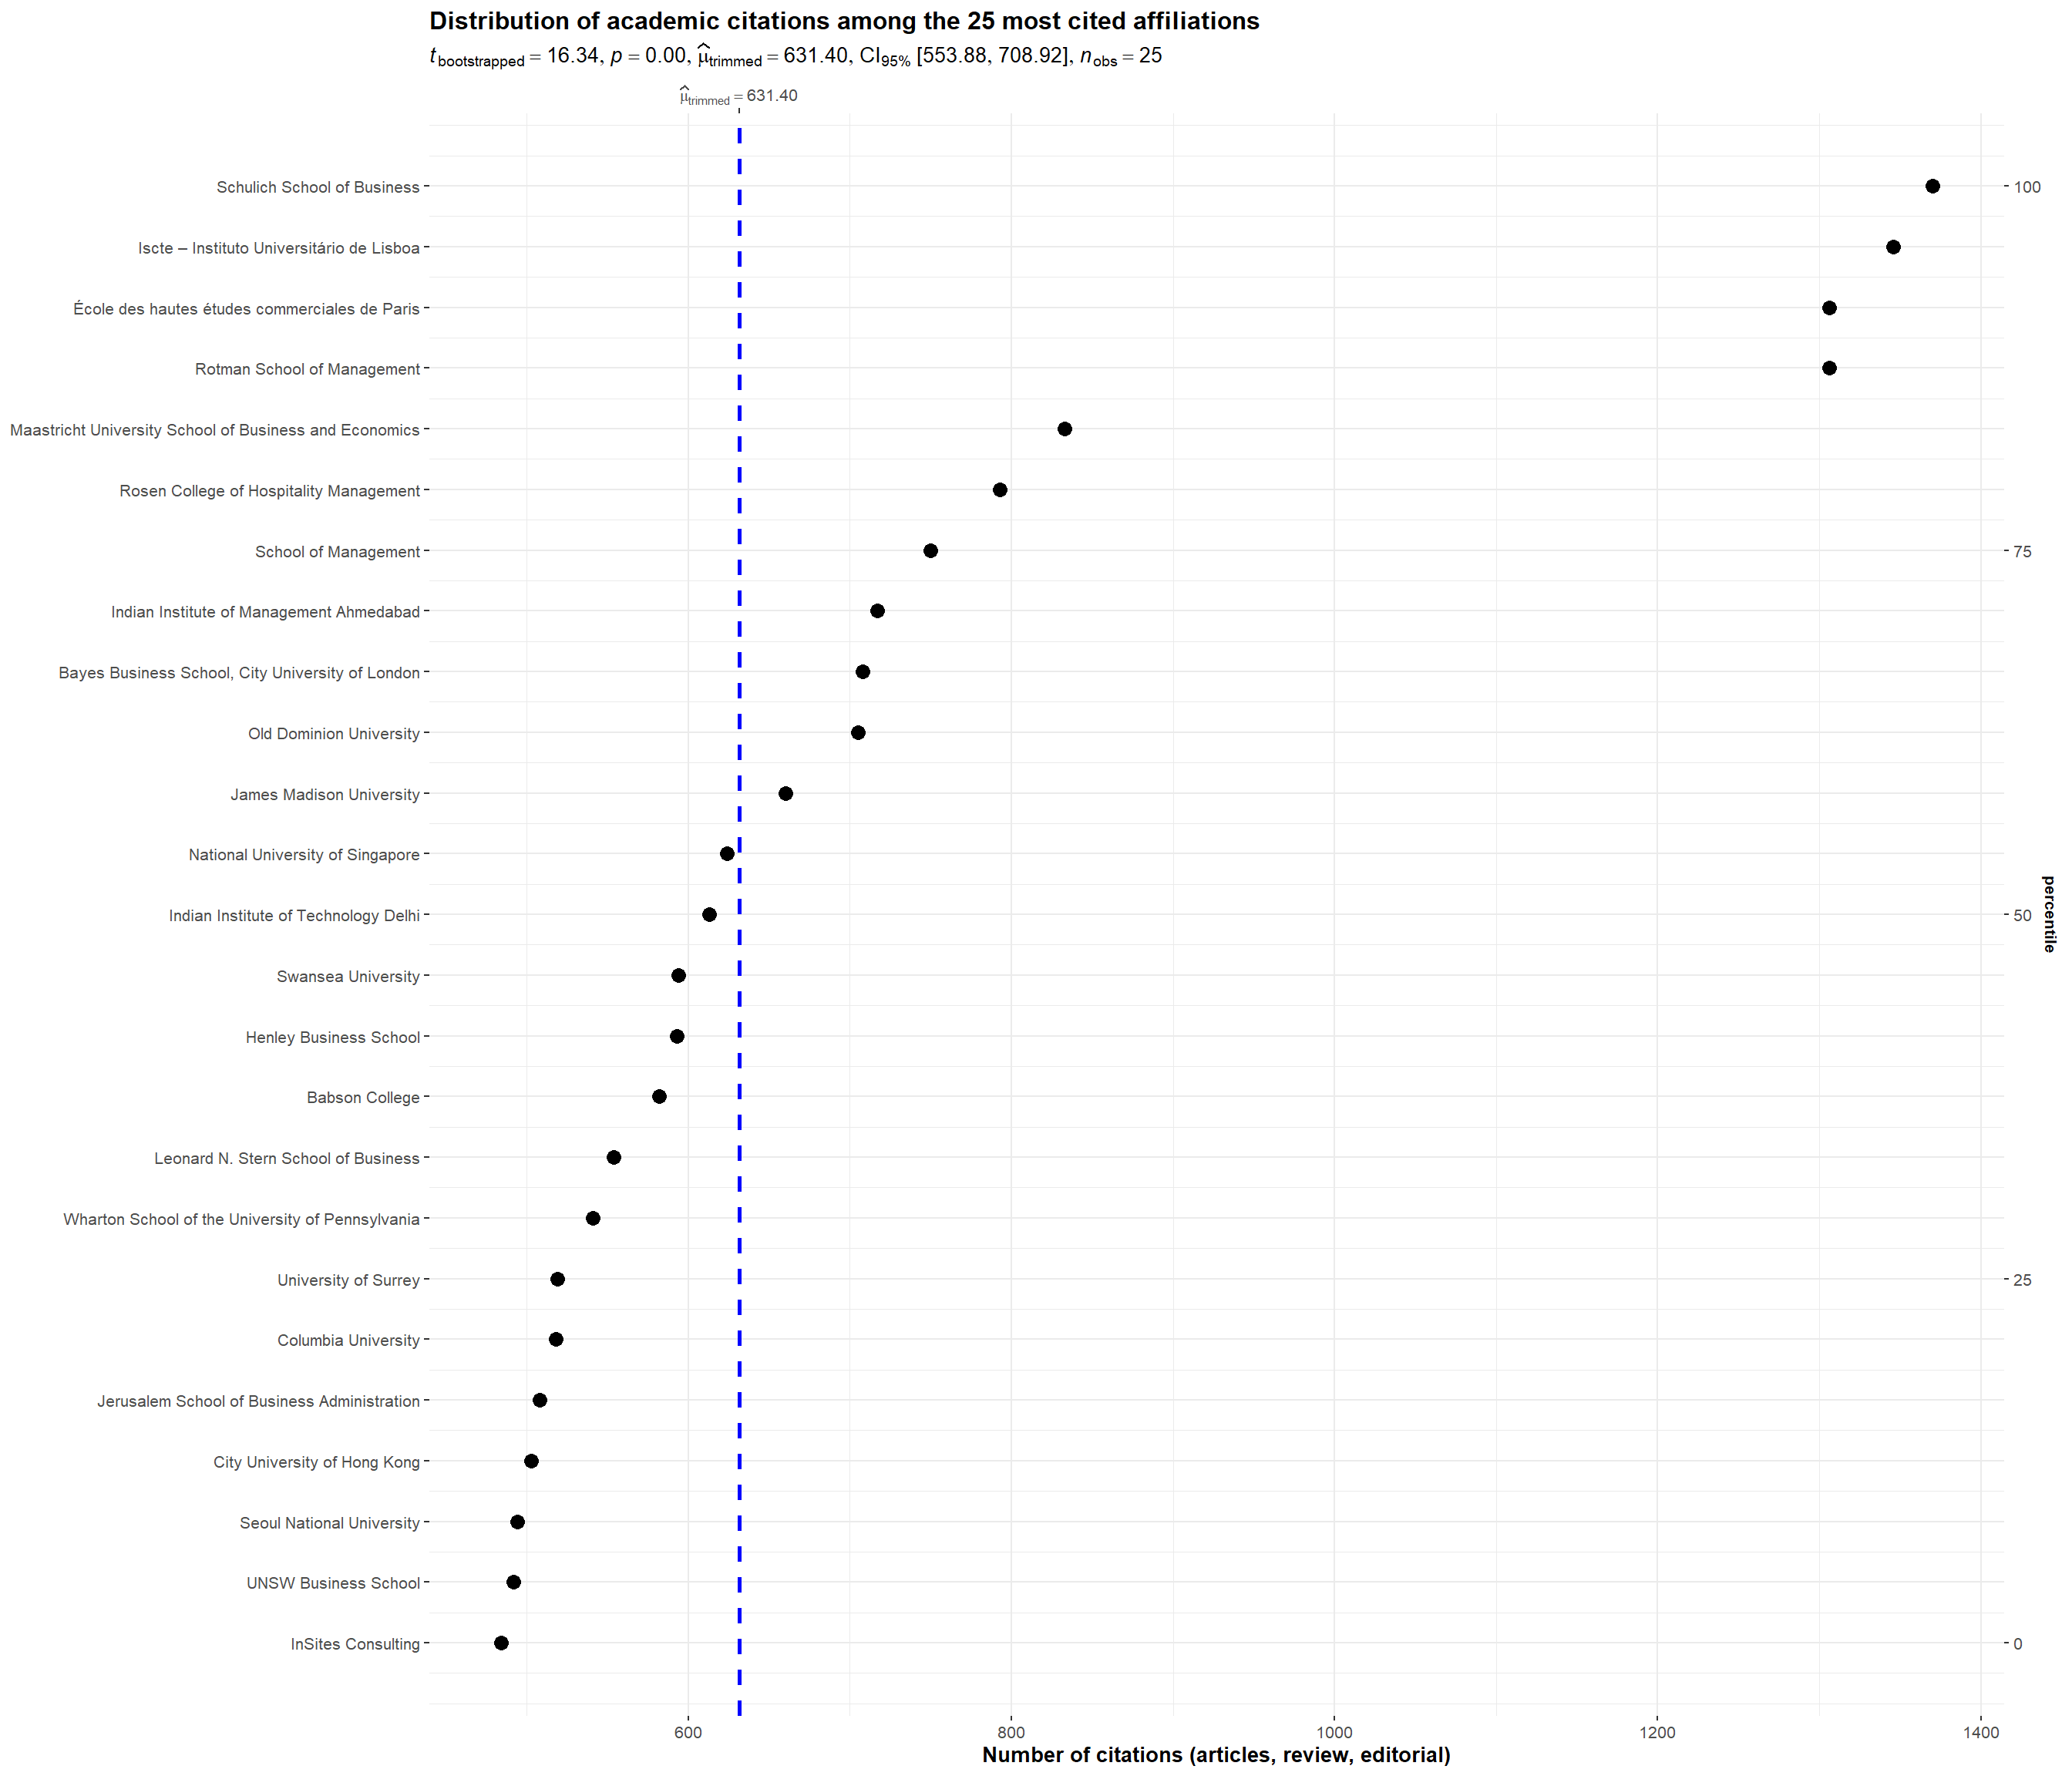 Distribution of academic citations among the 25 most cited affiliations
t bootstrapped = 16.34, p = 0.00, μ̂ trimmed = 631.40, CI 95% [553.88, 708.92], n obs = 25
μ̂ trimmed = 631.40
Schulich School of Business
100
Iscte – Instituto Universitário de Lisboa
École des hautes études commerciales de Paris
Rotman School of Management
Maastricht University School of Business and Economics
Rosen College of Hospitality Management
School of Management
75
Indian Institute of Management Ahmedabad
Bayes Business School, City University of London
Old Dominion University
James Madison University
National University of Singapore
Indian Institute of Technology Delhi
50
percentile
Swansea University
Henley Business School
Babson College
Leonard N. Stern School of Business
Wharton School of the University of Pennsylvania
University of Surrey
25
Columbia University
Jerusalem School of Business Administration
City University of Hong Kong
Seoul National University
UNSW Business School
InSites Consulting
0
600 800 1000 1200 1400
Number of citations (articles, review, editorial)